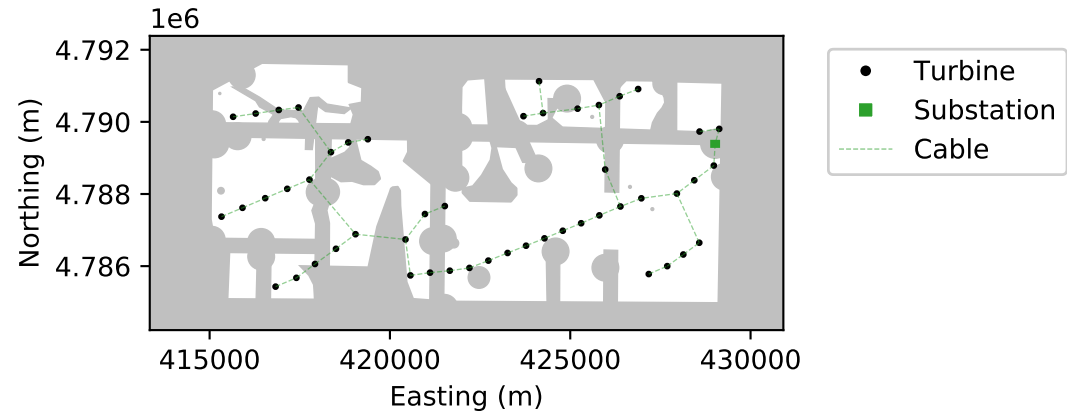 1e6
4.792
4.790
4.788
4.786
Northing (m)
415000 420000 425000 430000
Easting (m)
Turbine
Substation
Cable